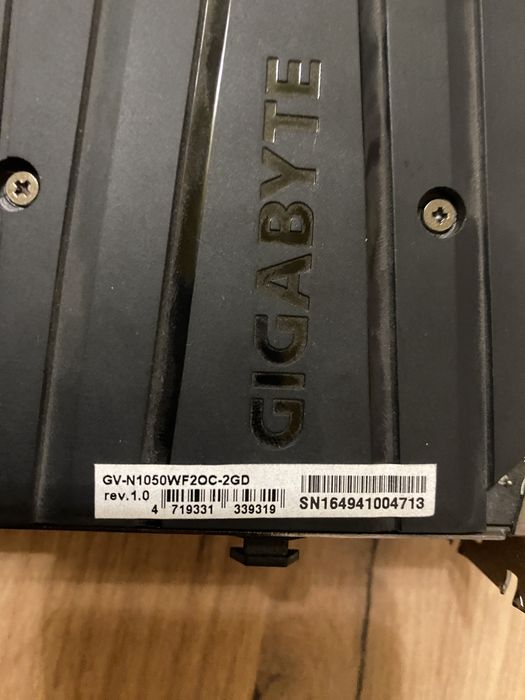 GIGABYTE
GV-N1050WF2OC-2GD
rev.1.0
4 719331 339319
SN164941004713